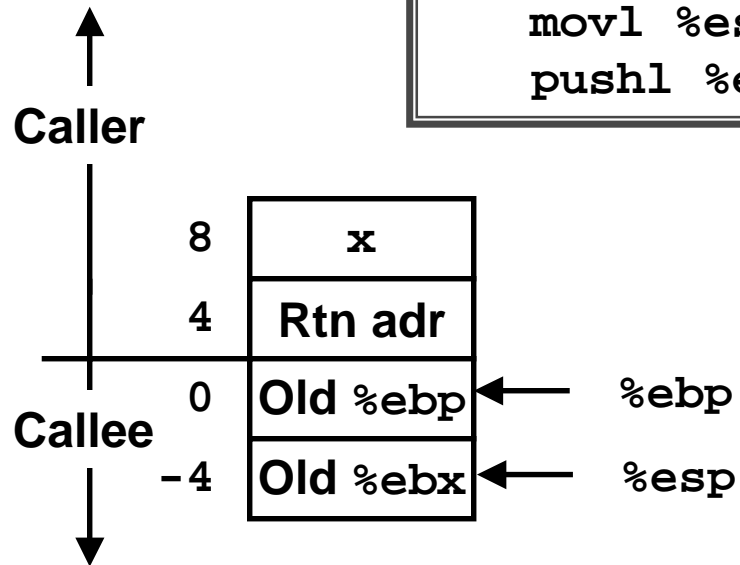 movl
pushl
Caller
8 x
4 Rtn adr
0 Old %ebp %ebp
Callee
-4 Old %ebx %esp